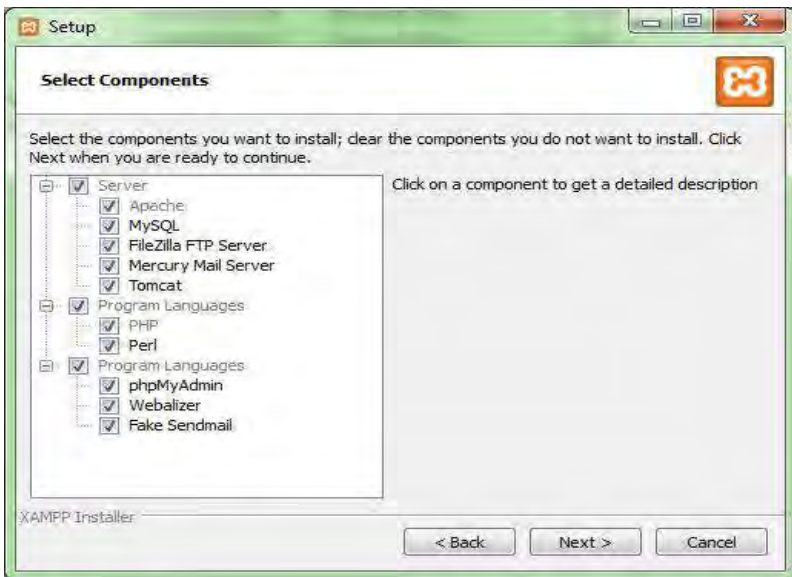 Setup
Select Components
Select the components you want to install; clear the components you do not want to install. Click
Next when you are ready to continue.
Server
Apache
MySQL
FileZilla FTP Server
Mercury Mail Server
Tomcat
Program Languages
PHP
Perl
Program Languages
phpMyAdmin
Webalizer
Fake Sendmail
Click on a component to get a detailed description
XAMPP Installer
< Back
Next >
Cancel